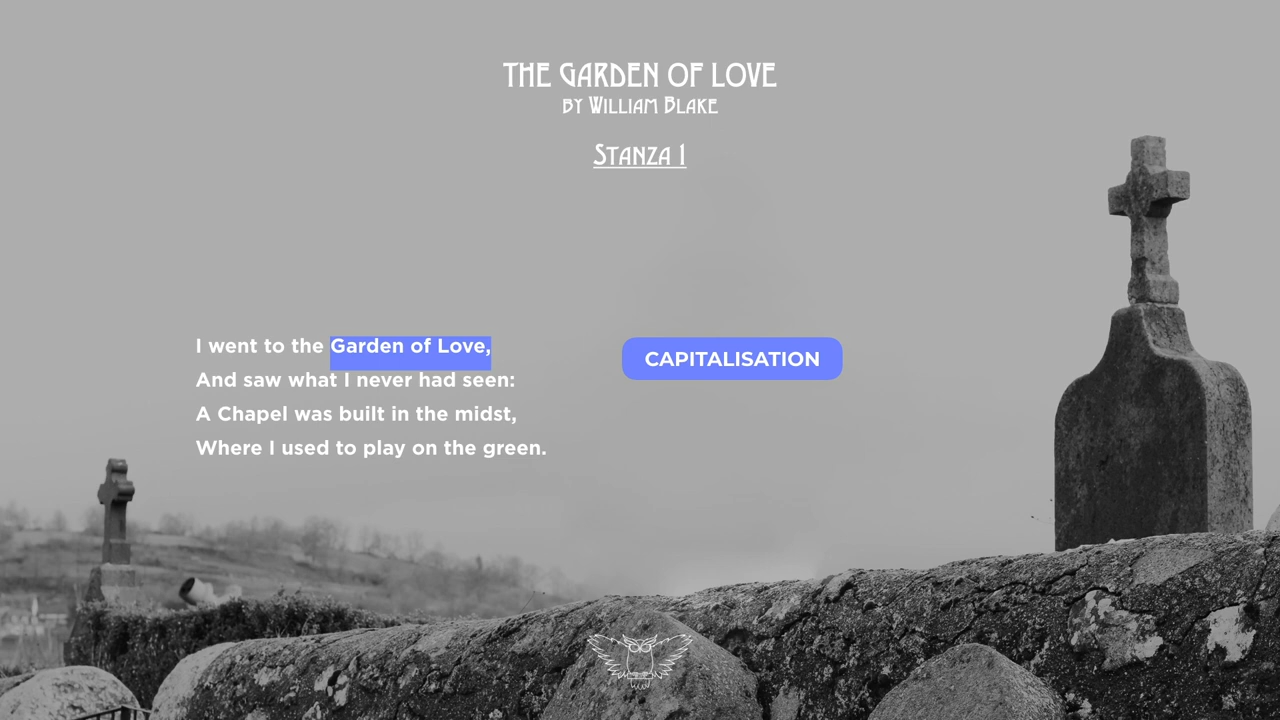 THE GARDEN OF LOVE
BY WILLIAM BLAKE
STANZA 1
I went to the Garden of Love,
And saw what I never had seen:
A Chapel was built in the midst,
Where I used to play on the green.
CAPITALISATION